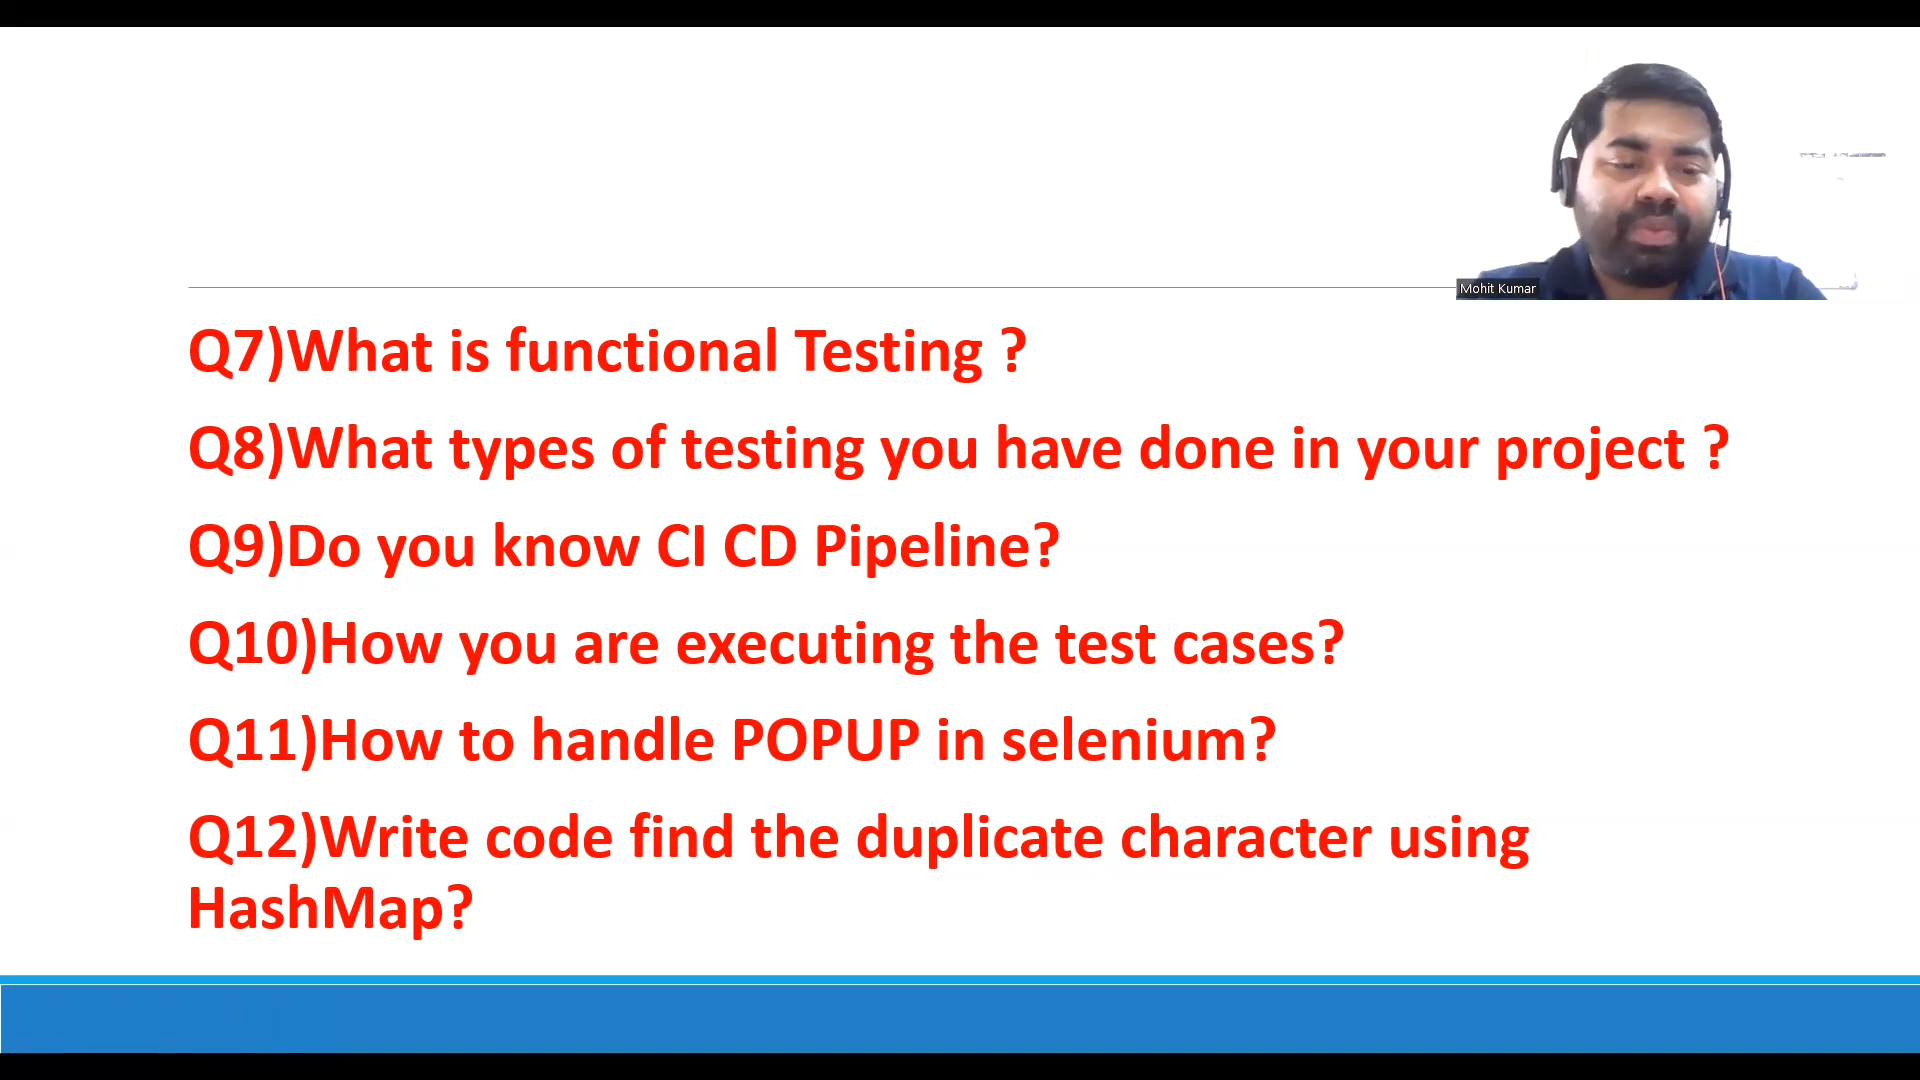 Mohit Kumar
Q7)What is functional Testing ?
Q8)What types of testing you have done in your project ?
Q9)Do you know CI CD Pipeline?
Q10)How you are executing the test cases?
Q11)How to handle POPUP in selenium?
Q12)Write code find the duplicate character using
HashMap?